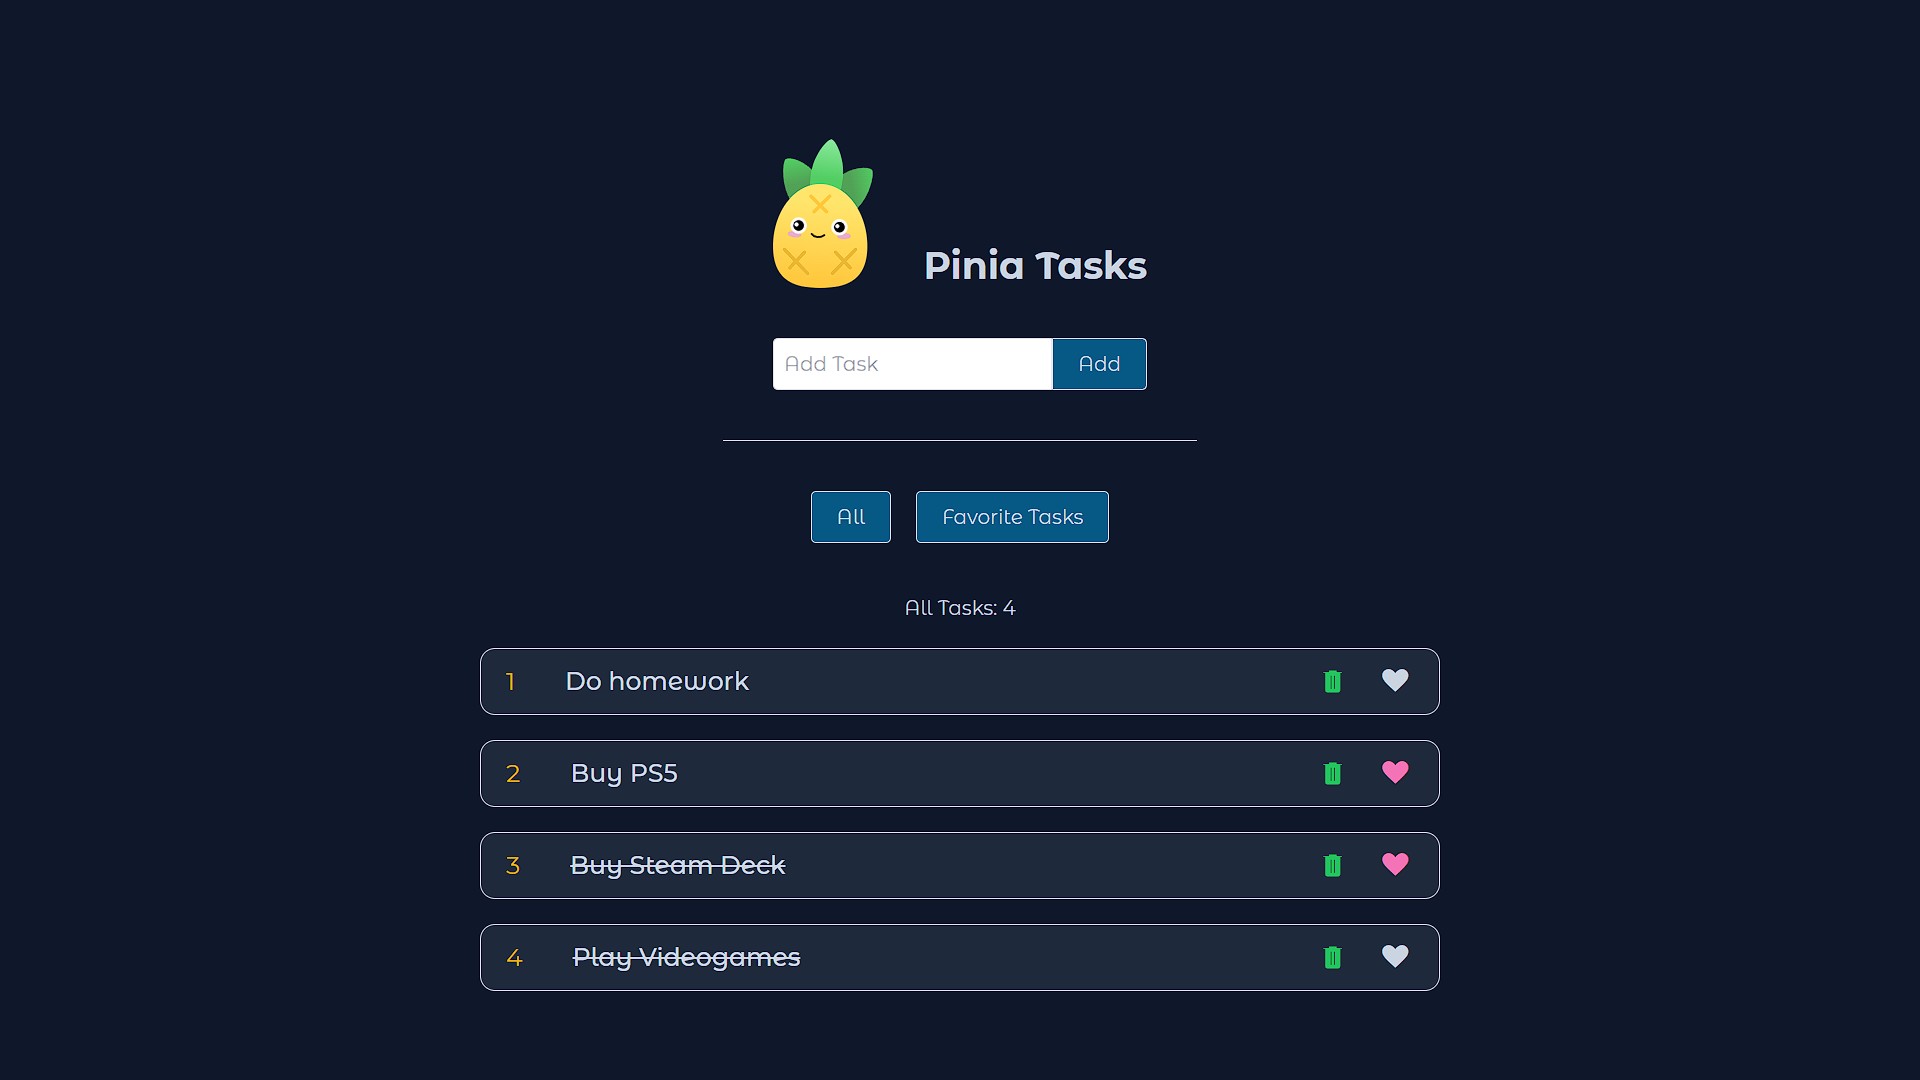 Pinia Tasks
Add Task Add
All Favorite Tasks
All Tasks: 4
1 Do homework
2 Buy PS5
3 Buy Steam Deck
4 Play Videogames